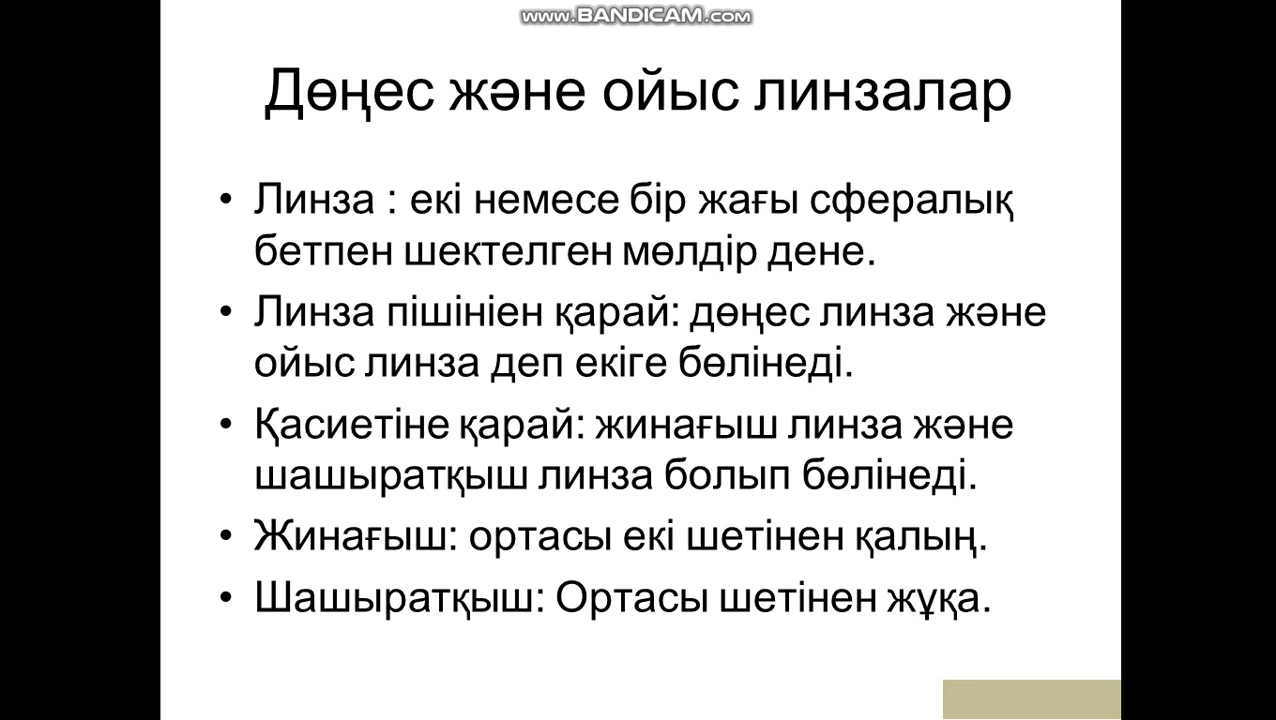 www.BANDICAM.com
Дөңес және ойыс линзалар
• Линза : екі немесе бір жағы сфералық
бетпен шектелген мөлдір дене.
• Линза пішініен қарай: дөңес линза және
ойыс линза деп екіге бөлінеді.
• Қасиетіне қарай: жинағыш линза және
шашыратқыш линза болып бөлінеді.
• Жинағыш: ортасы екі шетінен қалың.
• Шашыратқыш: Ортасы шетінен жұқа.